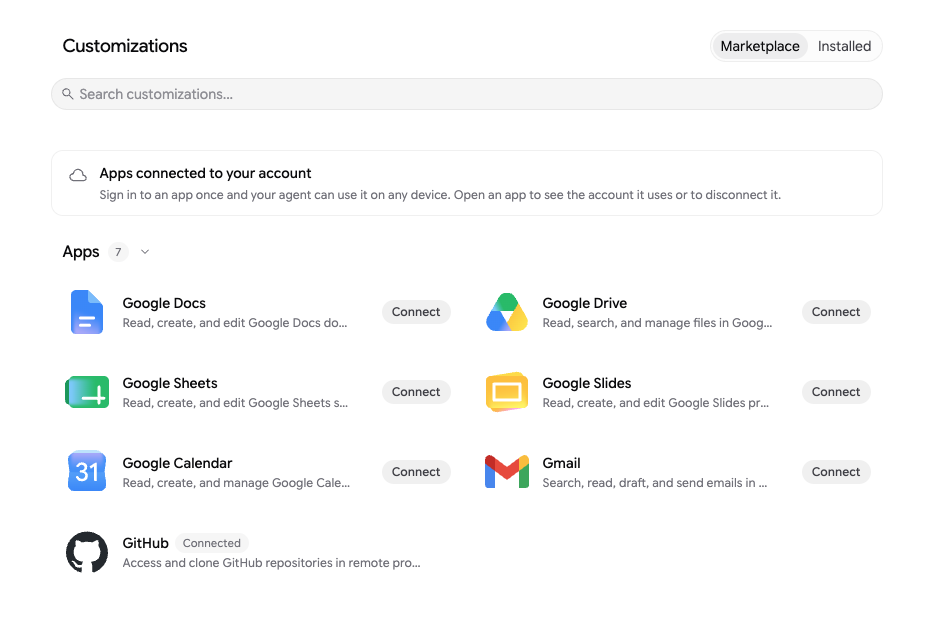 Customizations
Marketplace
Installed
Search customizations...
Apps connected to your account
Sign in to an app once and your agent can use it on any device. Open an app to see the account it uses or to disconnect it.
Apps 7
Google Docs
Read, create, and edit Google Docs do...
Connect
Google Drive
Read, search, and manage files in Goog...
Connect
Google Sheets
Read, create, and edit Google Sheets s...
Connect
Google Slides
Read, create, and edit Google Slides pr...
Connect
31
Google Calendar
Read, create, and manage Google Cale...
Connect
Gmail
Search, read, draft, and send emails in ...
Connect
GitHub Connected
Access and clone GitHub repositories in remote pro...